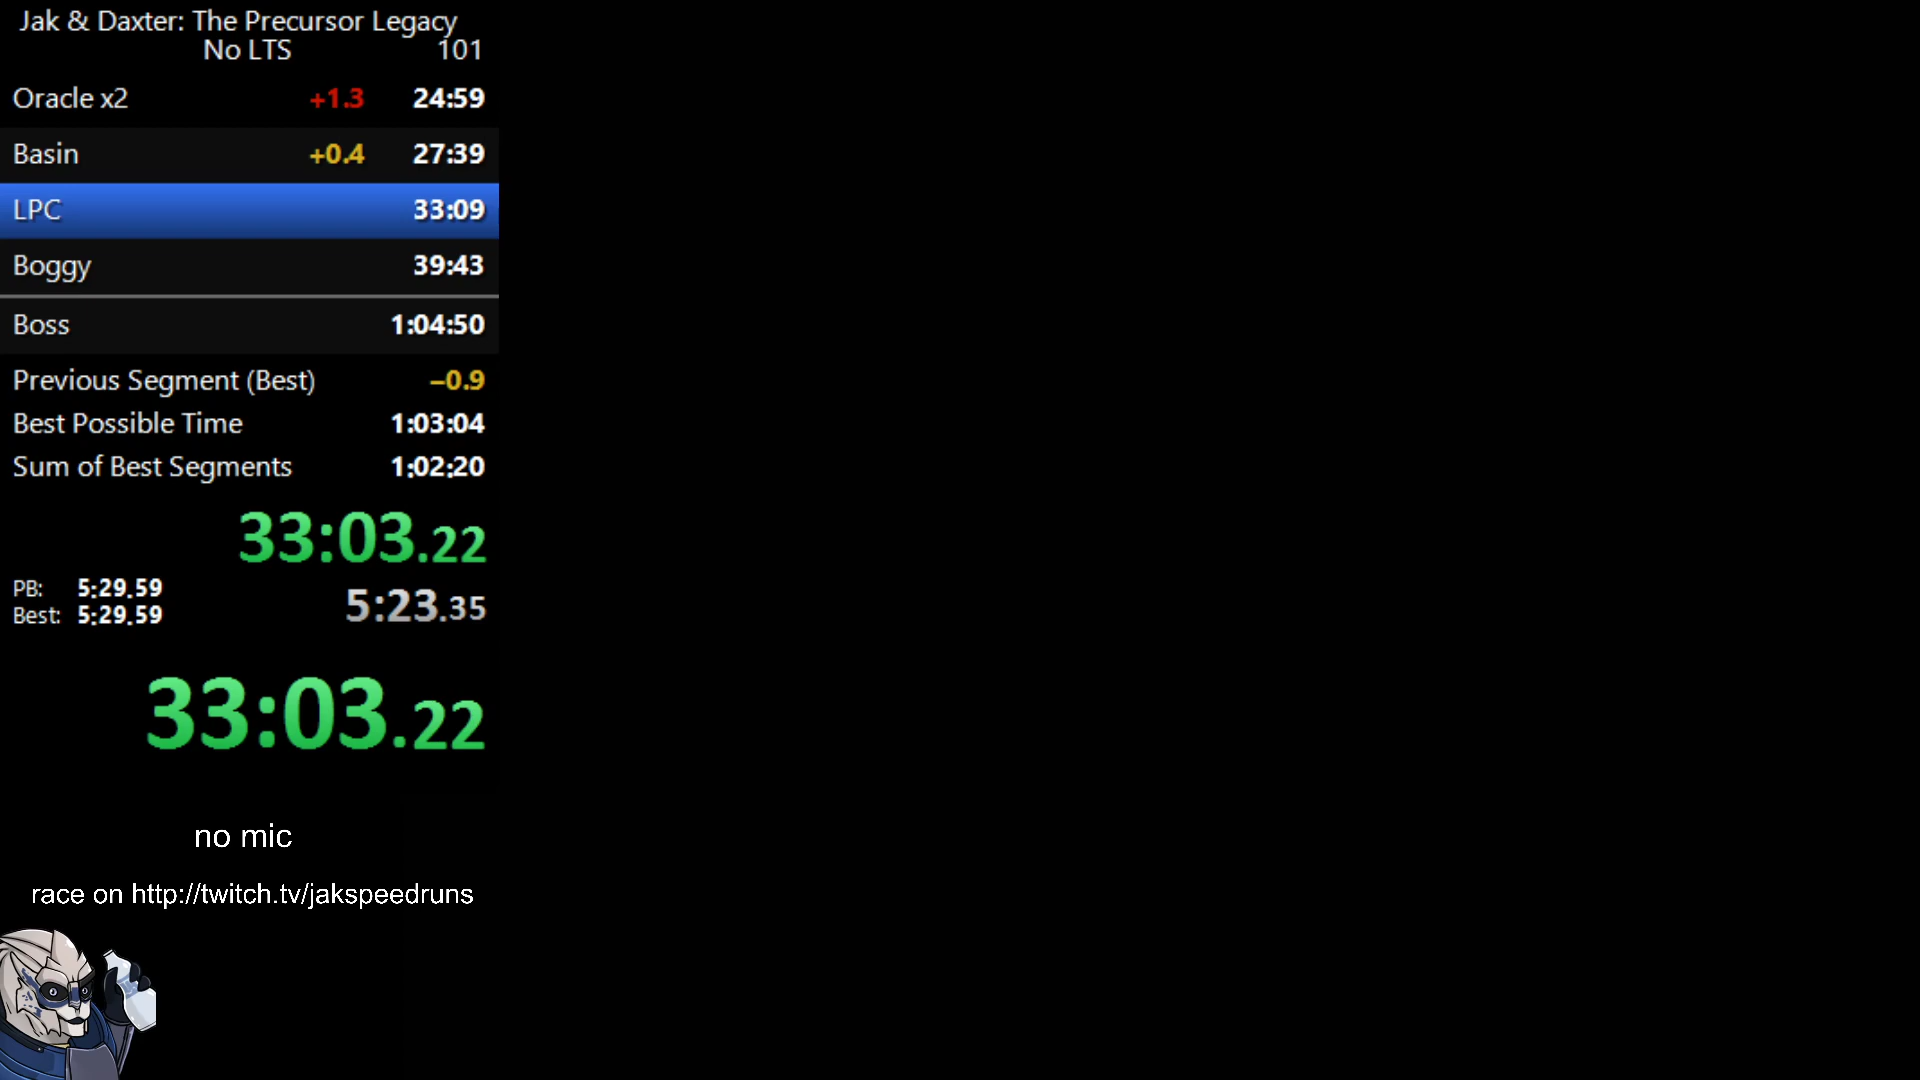 Jak & Daxter: The Precursor Legacy
No LTS 101
Oracle x2 +1.3 24:59
Basin +0.4 27:39
LPC 33:09
Boggy 39:43
Boss 1:04:50
Previous Segment (Best) −0.9
Best Possible Time 1:03:04
Sum of Best Segments 1:02:20
33:03.22
PB: 5:29.59
Best: 5:29.59
5:23.35
33:03.22
no mic
race on http://twitch.tv/jakspeedruns